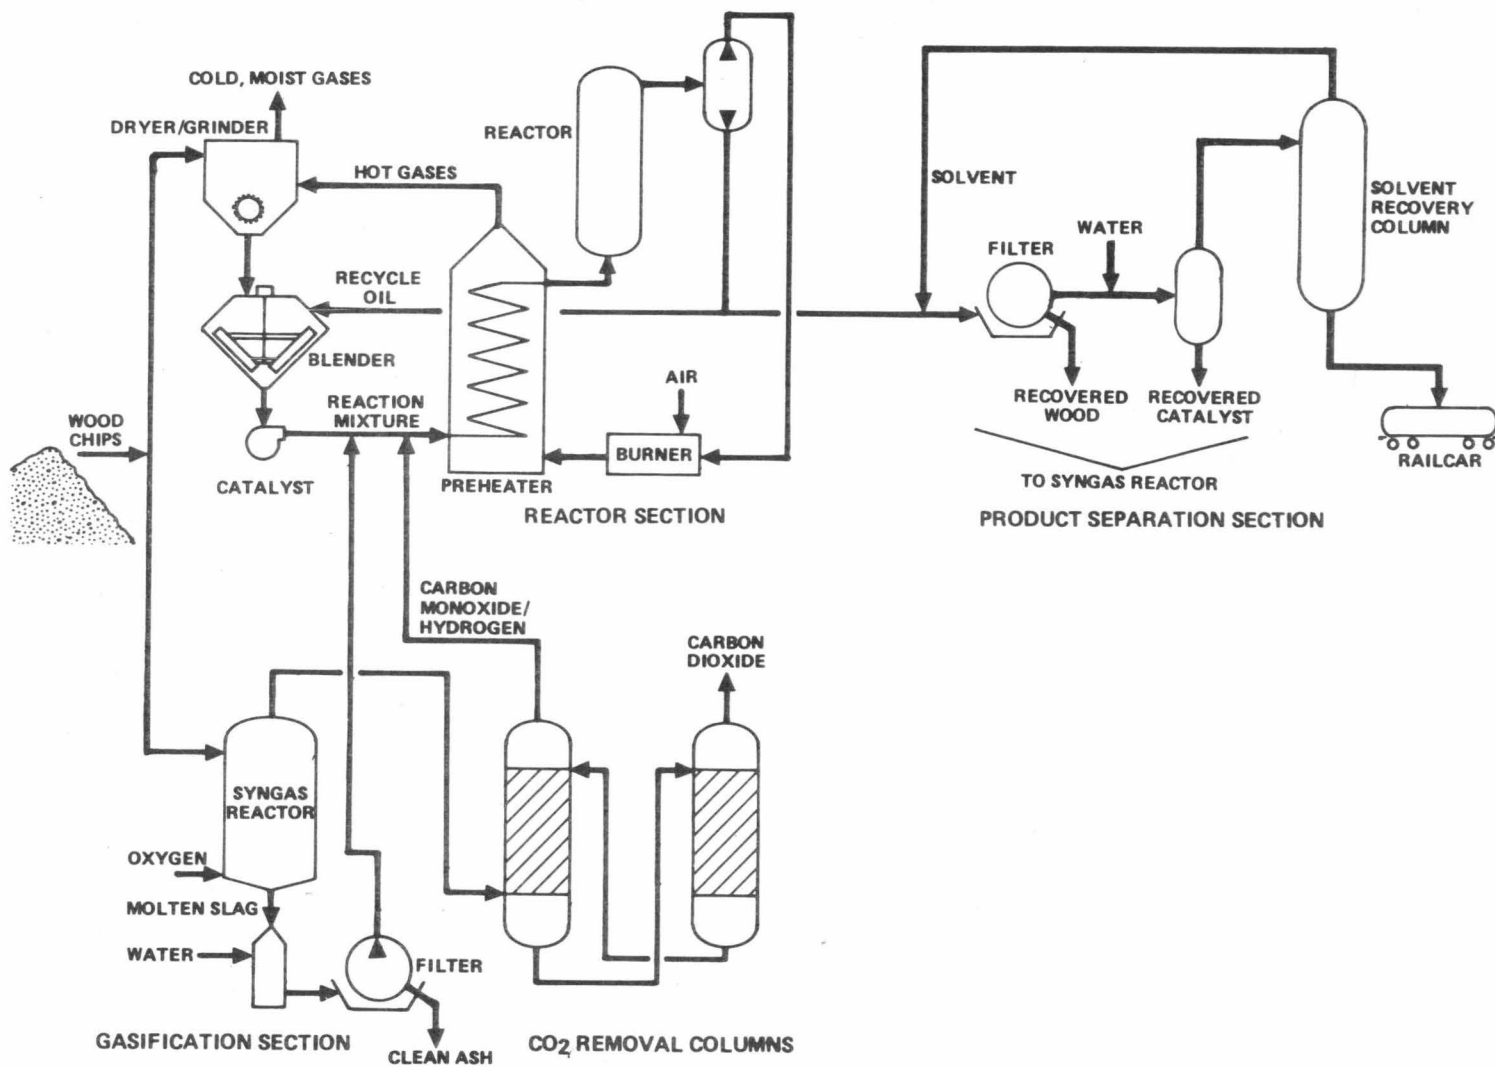 COLD, MOIST GASES
DRYER/GRINDER
HOT GASES
REACTOR
SOLVENT
SOLVENT
RECOVERY
COLUMN
WATER
FILTER
RECYCLE
OIL
BLENDER
AIR
REACTION
MIXTURE
WOOD
CHIPS
CATALYST
BURNER
PREHEATER
REACTOR SECTION
RECOVERED
WOOD
RECOVERED
CATALYST
TO SYNGAS REACTOR
PRODUCT SEPARATION SECTION
RAILCAR
CARBON
MONOXIDE/
HYDROGEN
CARBON
DIOXIDE
SYNGAS
REACTOR
OXYGEN
MOLTEN SLAG
WATER
FILTER
GASIFICATION SECTION
CLEAN ASH
CO2 REMOVAL COLUMNS